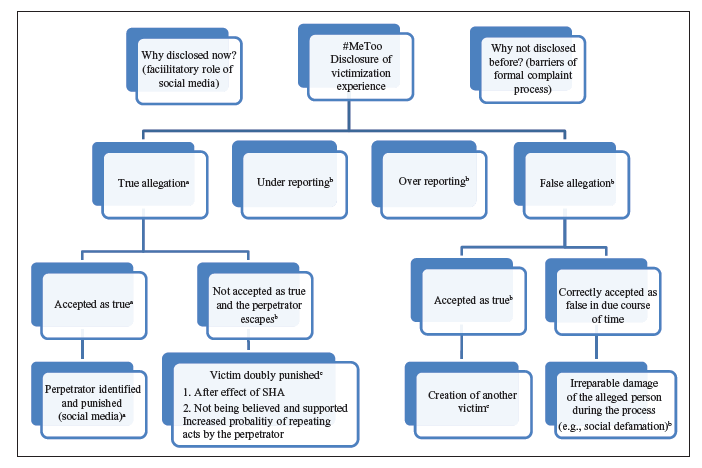 Why disclosed now?
(faciilitatory role of
social media)
#MeToo
Disclosure of
victimization
experience
Why not disclosed
before? (barriers of
formal complaint
process)
True allegationᵃ
Under reportingᵇ
Over reportingᵇ
False allegationᵇ
Accepted as trueᵃ
Not accepted as true
and the perpetrator
escapesᵇ
Accepted as trueᵇ
Correctly accepted as
false in due course
of time
Perpetrator identified
and punished
(social media)ᵃ
Victim doubly punishedᶜ
1. After effect of SHA
2. Not being believed and supported
Increased probalitiy of repeating
acts by the perpetrator
Creation of another
victimᶜ
Irreparable damage
of the alleged person
during the process
(e.g., social defamation)ᵇ